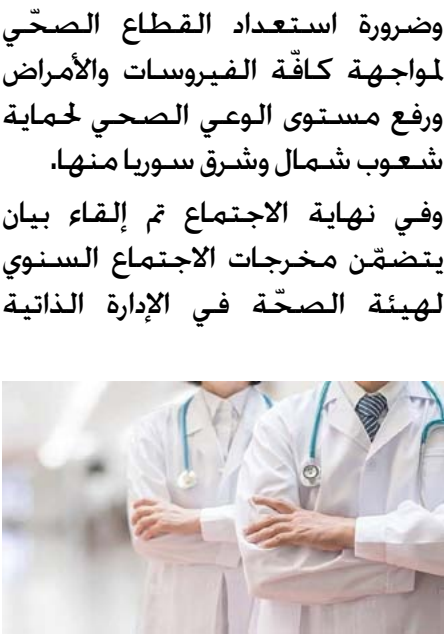 وضرورة استعداد القطاع الصحّي
لمواجهة كافّة الفيروسات والأمراض
ورفع مستوى الوعي الصحي لحماية
شعوب شمال وشرق سوريا منها.
وفي نهاية الاجتماع تم إلقاء بيان
يتضمّن مخرجات الاجتماع السنوي
لهيئة الصحّة في الإدارة الذاتية